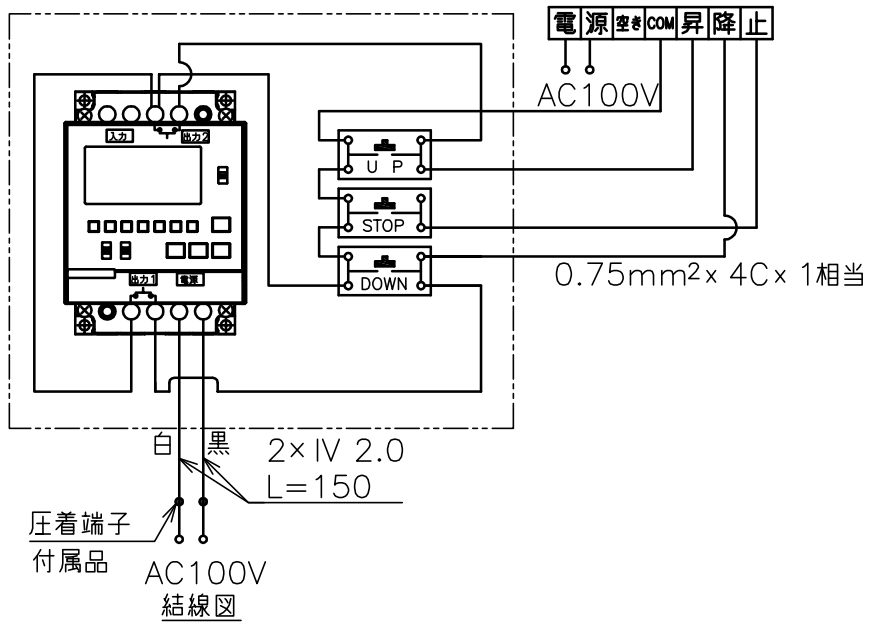 電 源 空き COM 昇 降 止
AC100V
入力 出力2
UP
STOP
DOWN
出力1 電源
0.75mm²×4C×1相当
白 黒
2×IV 2.0
L=150
圧着端子
付属品
AC100V
結線図